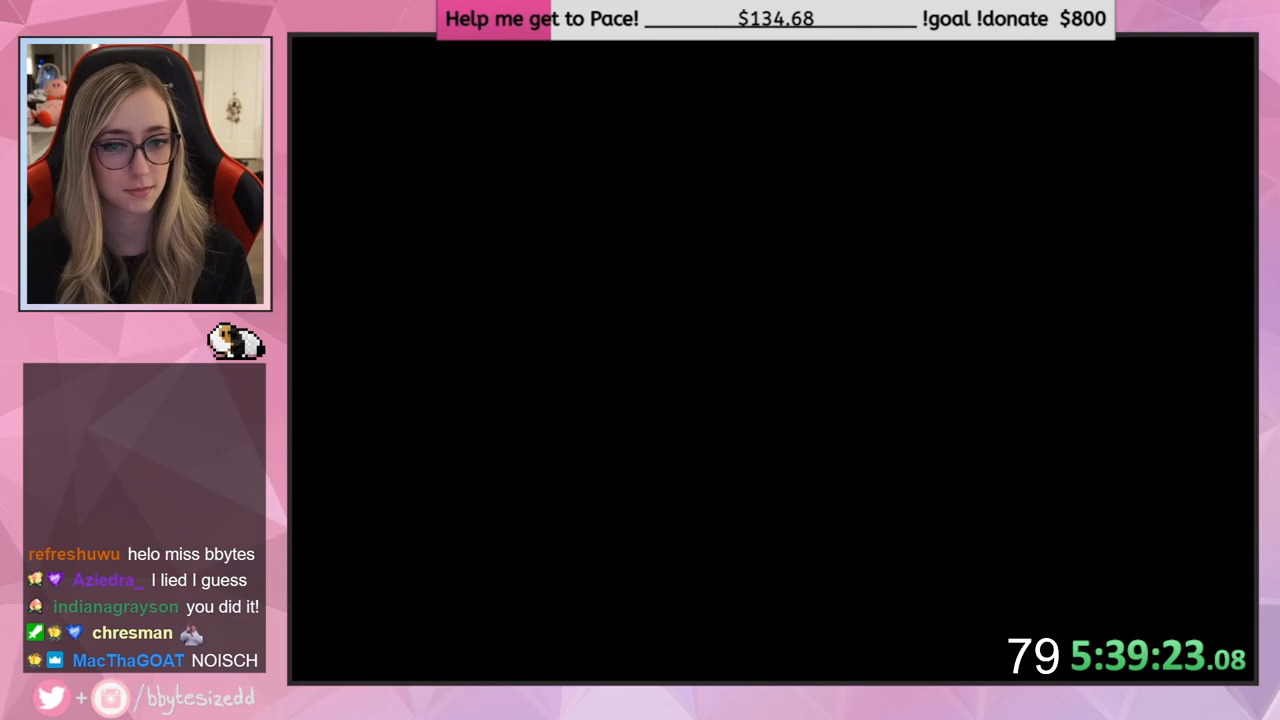 Help me get to Pace! $134.68 !goal !donate $800
refreshuwu helo miss bbytes
Aziedra_ I lied I guess
indianagrayson you did it!
chresman
MacThaGOAT NOISCH
79 5:39:23.08
+ /bbytesizedd